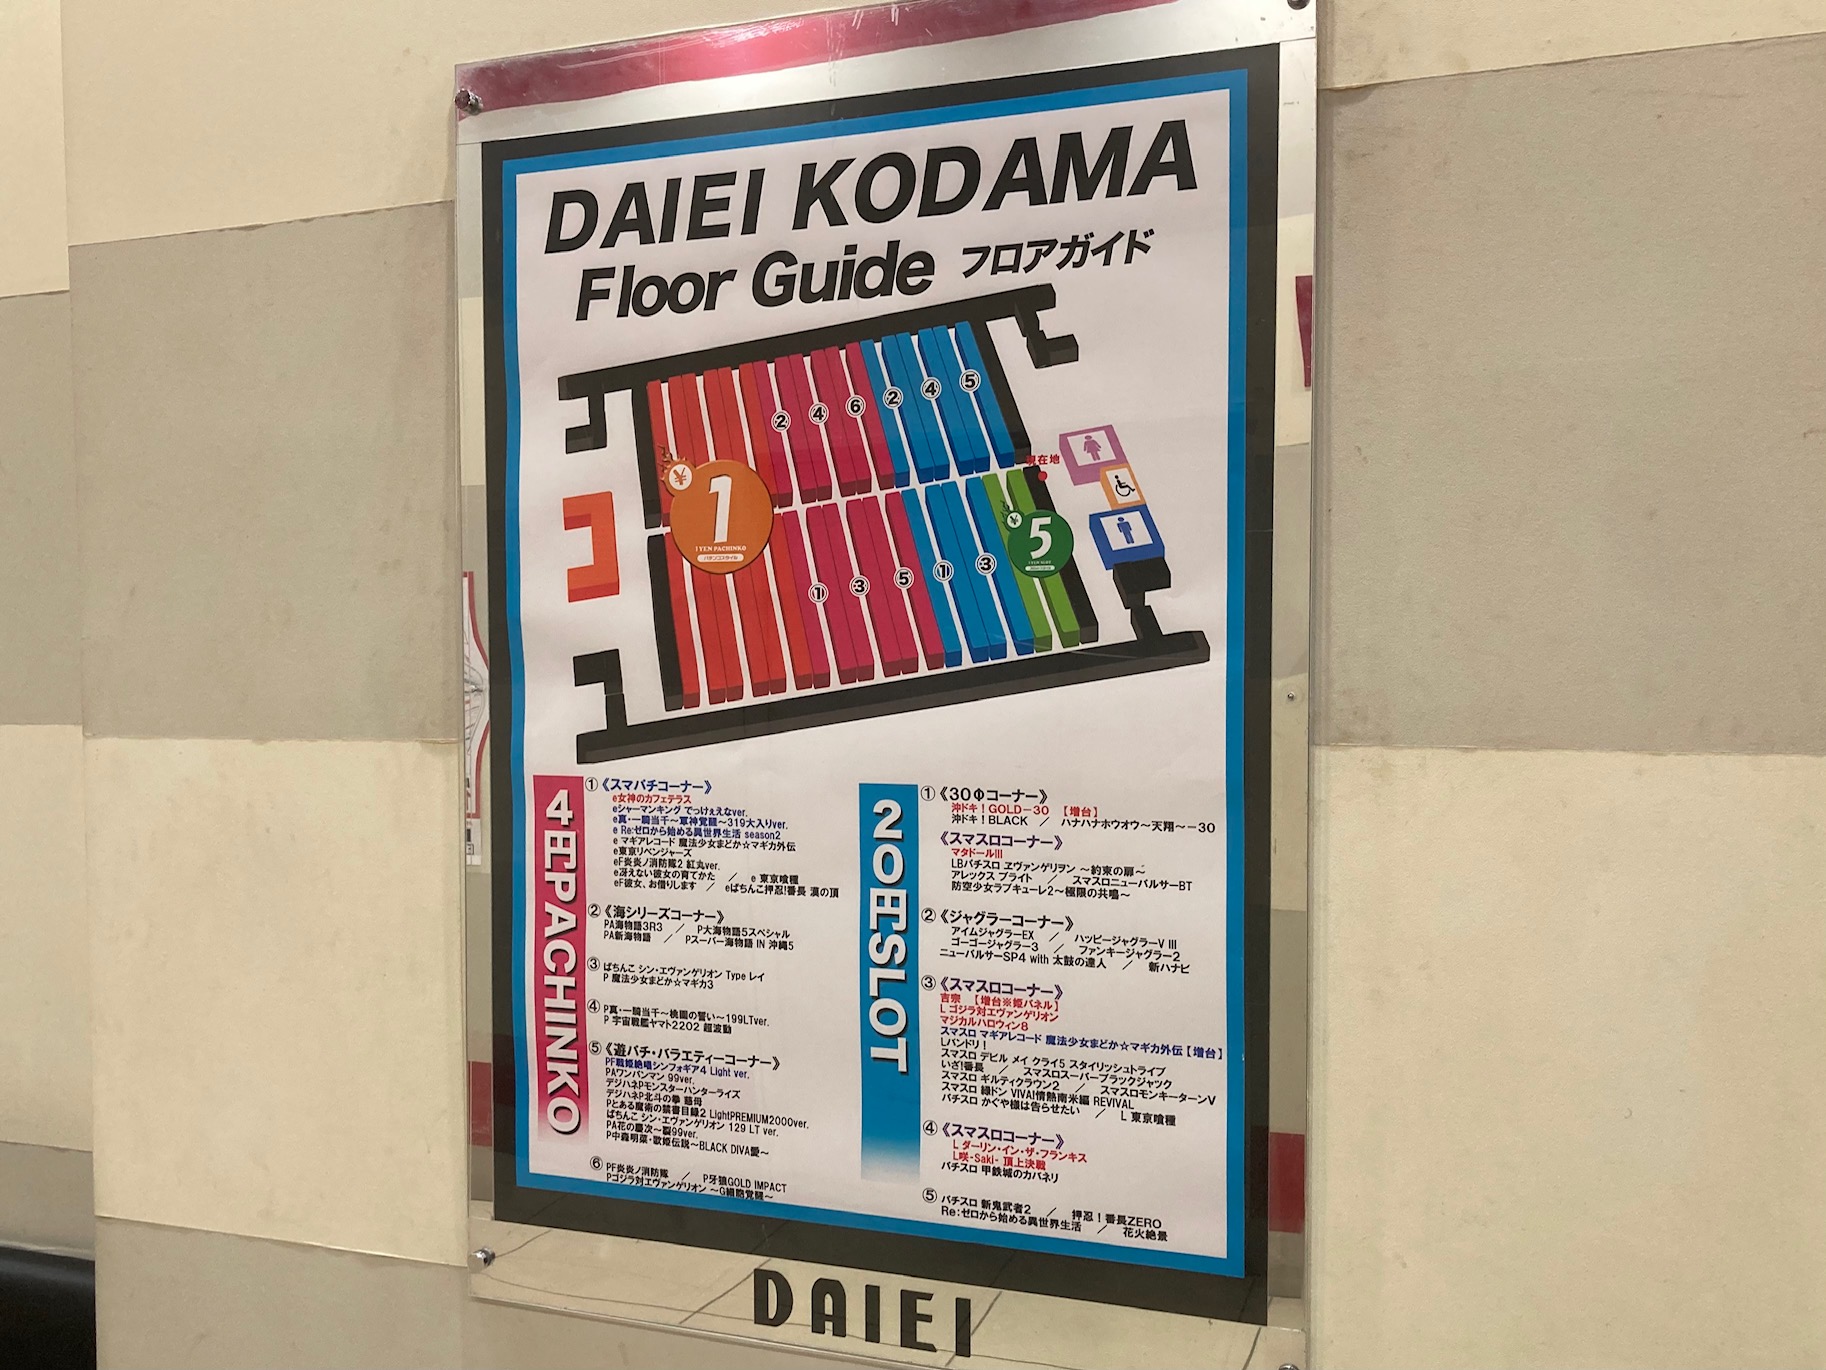 DAIEI KODAMA
Floor Guide フロアガイド
② ④ ⑥ ② ④ ⑤
現在地
¥ 1
1 YEN PACHINKO
¥ 5
① ③ ⑤ ① ③
4円PACHINKO
①《スマパチコーナー》
e女神のカフェテラス
eシャーマンキング でっけぇえなver.
e真・一騎当千～軍神覚醒～319大入りver.
e Re:ゼロから始める異世界生活 season2
e マギアレコード 魔法少女まどか☆マギカ外伝
e東京リベンジャーズ
eF炎炎ノ消防隊2 紅丸ver.
e冴えない彼女の育てかた ／ e 東京喰種
eF彼女、お借りします ／ eぱちんこ押忍!番長 漢の頂
②《海シリーズコーナー》
PA海物語3R3 ／ P大海物語5スペシャル
PA新海物語 ／ Pスーパー海物語 IN 沖縄5
③ ぱちんこ シン・エヴァンゲリオン Type レイ
P 魔法少女まどか☆マギカ3
④ P真・一騎当千～桃園の誓い～199LTver.
P 宇宙戦艦ヤマト2202 超波動
⑤《遊パチ・バラエティーコーナー》
PF戦姫絶唱シンフォギア4 Light ver.
PAワンパンマン 99ver.
デジハネPモンスターハンターライズ
デジハネP北斗の拳 慈母
Pとある魔術の禁書目録2 LightPREMIUM2000ver.
ぱちんこ シン・エヴァンゲリオン 129 LT ver.
PA花の慶次～裂99ver.
P中森明菜・歌姫伝説～BLACK DIVA愛～
⑥ PF炎炎ノ消防隊 ／ P牙狼GOLD IMPACT
Pゴジラ対エヴァンゲリオン ～G細胞覚醒～
20円SLOT
①《30Φコーナー》
沖ドキ！GOLD－30 【増台】
沖ドキ！BLACK ／ ハナハナホウオウ～天翔～－30
《スマスロコーナー》
マタドールIII
LBパチスロ ヱヴァンゲリヲン ～約束の扉～
アレックス ブライト ／ スマスロニューパルサーBT
防空少女ラブキューレ2～極限の共鳴～
②《ジャグラーコーナー》
アイムジャグラーEX ／ ハッピージャグラーV III
ゴーゴージャグラー3 ／ ファンキージャグラー2
ニューパルサーSP4 with 太鼓の達人 ／ 新ハナビ
③《スマスロコーナー》
吉宗 【増台※姫パネル】
L ゴジラ対エヴァンゲリオン
マジカルハロウィン8
スマスロ マギアレコード 魔法少女まどか☆マギカ外伝【増台】
Lバンドリ！
スマスロ デビル メイ クライ5 スタイリッシュトライブ
いざ!番長 ／ スマスロスーパーブラックジャック
スマスロ ギルティクラウン2 ／ スマスロモンキーターンV
スマスロ 緑ドン VIVA!情熱南米編 REVIVAL
パチスロ かぐや様は告らせたい ／ L 東京喰種
④《スマスロコーナー》
L ダーリン・イン・ザ・フランキス
L咲-Saki- 頂上決戦
パチスロ 甲鉄城のカバネリ
⑤ パチスロ 新鬼武者2 ／ 押忍！番長ZERO
Re:ゼロから始める異世界生活 ／ 花火絶景
DAIEI